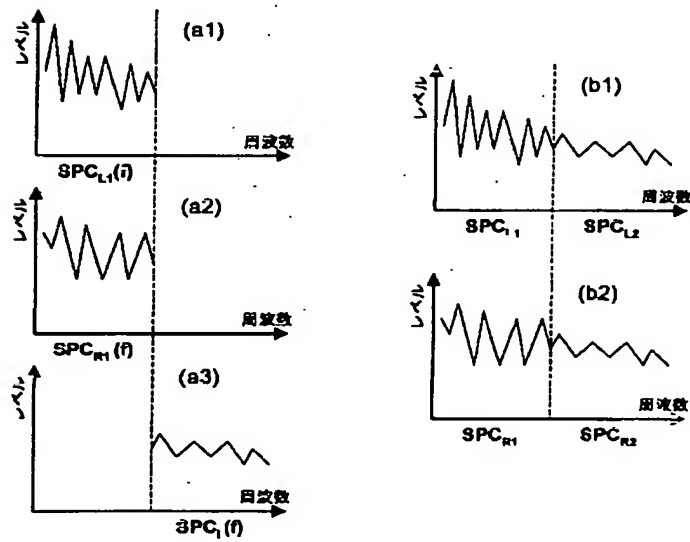 (a1)
レベル
周波数
SPCL1(f)
(a2)
レベル
周波数
SPCR1(f)
(a3)
レベル
周波数
SPCI(f)
(b1)
レベル
周波数
SPCL1 SPCL2
(b2)
レベル
周波数
SPCR1 SPCR2